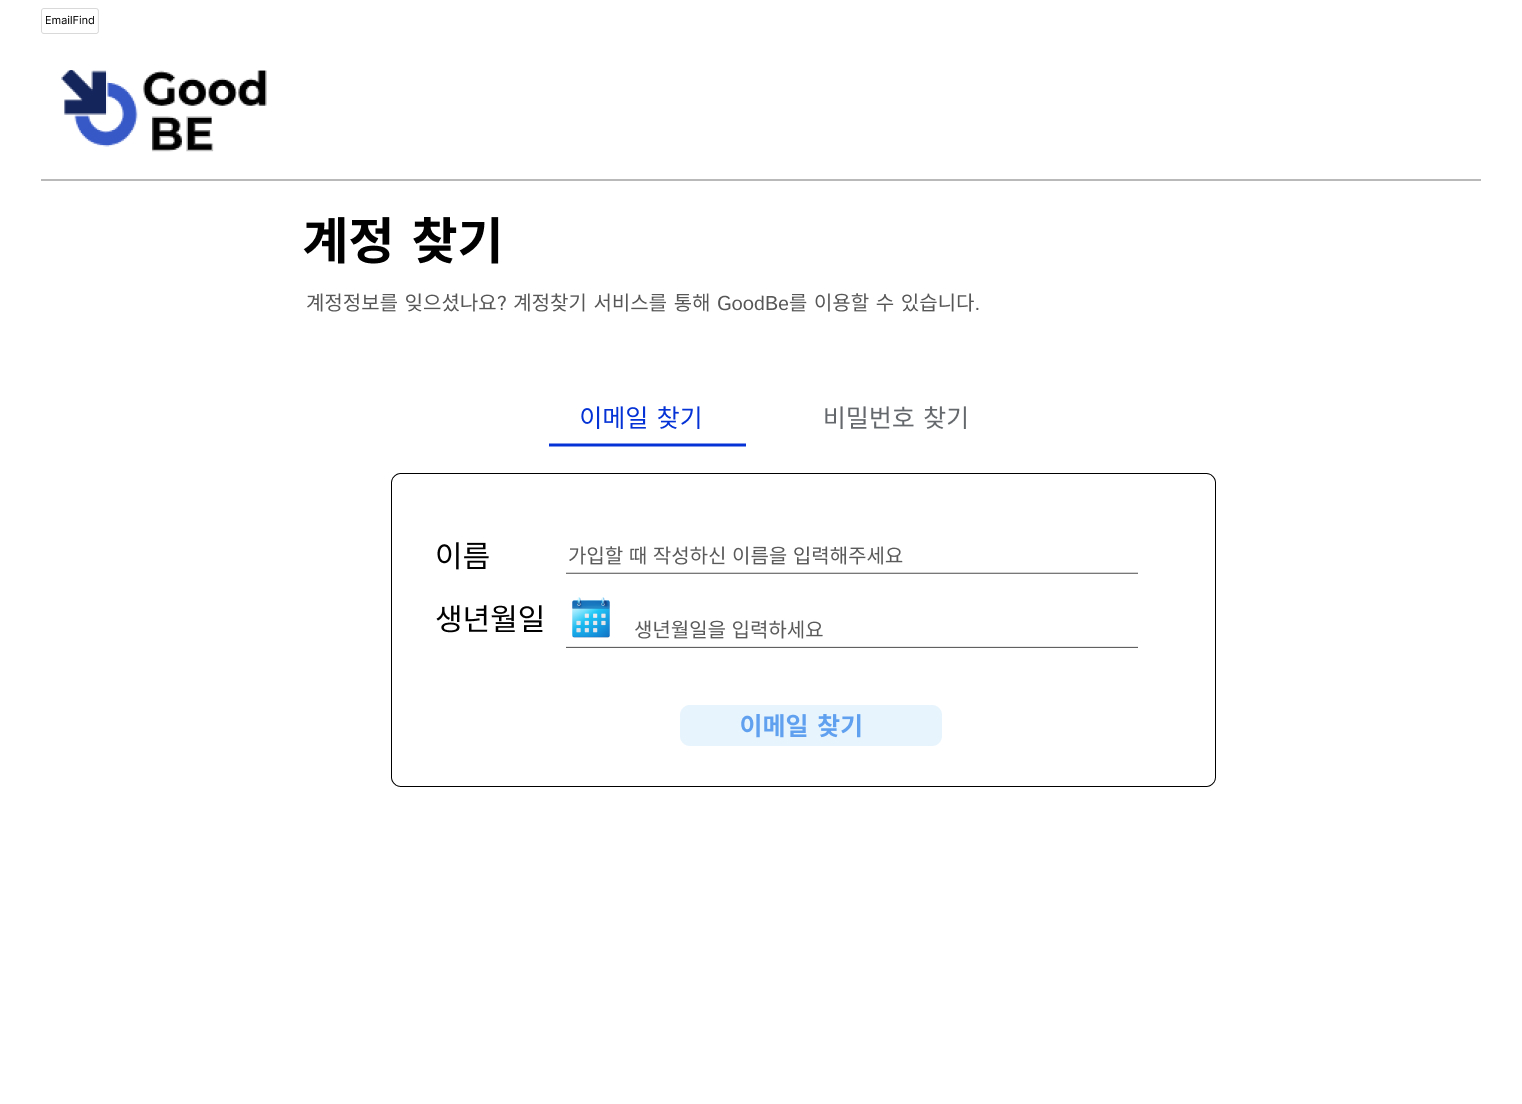 EmailFind
Good
BE
계정 찾기
계정정보를 잊으셨나요? 계정찾기 서비스를 통해 GoodBe를 이용할 수 있습니다.
이메일 찾기
비밀번호 찾기
이름
가입할 때 작성하신 이름을 입력해주세요
생년월일
생년월일을 입력하세요
이메일 찾기